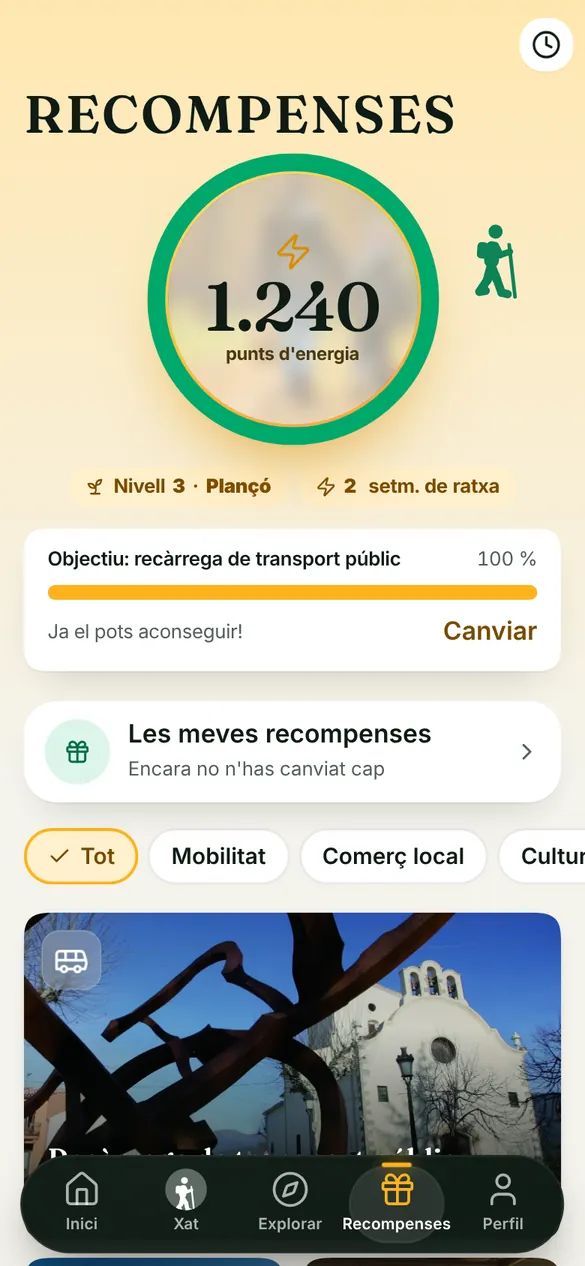 RECOMPENSES
1.240
punts d'energia
Nivell 3 · Plançó
2 setm. de ratxa
Objectiu: recàrrega de transport públic
100 %
Ja el pots aconseguir!
Canviar
Les meves recompenses
Encara no n'has canviat cap
Tot
Mobilitat
Comerç local
Inici
Xat
Explorar
Recompenses
Perfil